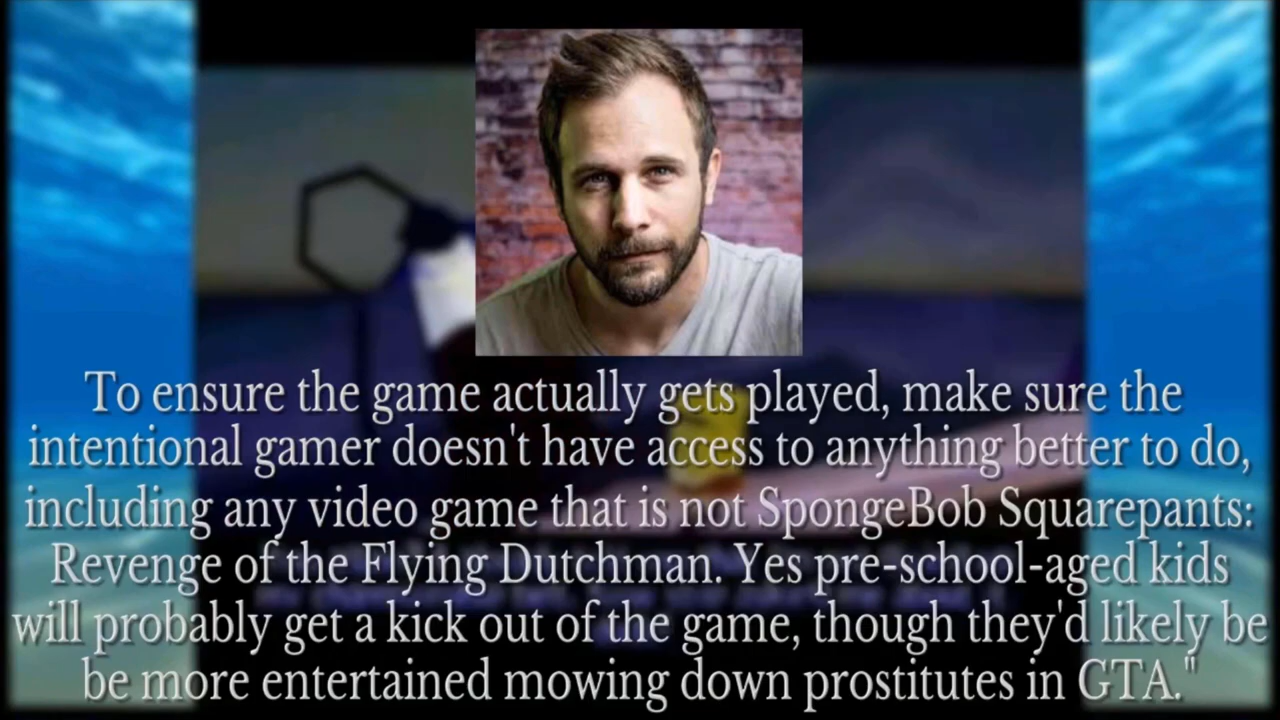 To ensure the game actually gets played, make sure the
intentional gamer doesn't have access to anything better to do,
including any video game that is not SpongeBob Squarepants:
Revenge of the Flying Dutchman. Yes pre-school-aged kids
will probably get a kick out of the game, though they'd likely be
be more entertained mowing down prostitutes in GTA."